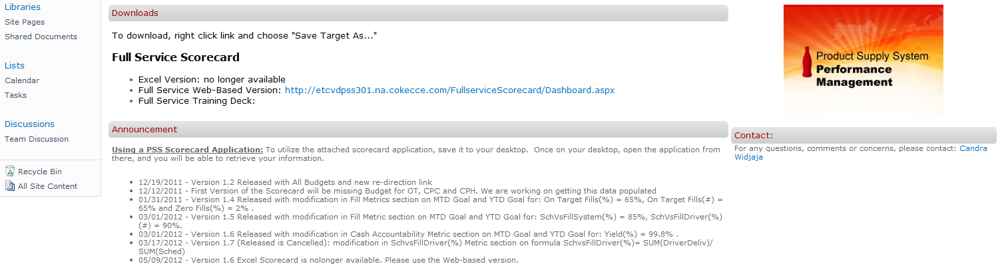 Libraries
Site Pages
Shared Documents
Lists
Calendar
Tasks
Discussions
Team Discussion
Recycle Bin
All Site Content
Downloads
To download, right click link and choose "Save Target As..."
Full Service Scorecard
Excel Version: no longer available
Full Service Web-Based Version: http://etcvdpss301.na.cokecce.com/FullserviceScorecard/Dashboard.aspx
Full Service Training Deck:
Announcement
Using a PSS Scorecard Application: To utilize the attached scorecard application, save it to your desktop.  Once on your desktop, open the application from
there, and you will be able to retrieve your information.
12/19/2011 - Version 1.2 Released with All Budgets and new re-direction link
12/12/2011 - First Version of the Scorecard will be missing Budget for OT, CPC and CPH. We are working on getting this data populated
01/31/2011 - Version 1.4 Released with modification in Fill Metrics section on MTD Goal and YTD Goal for: On Target Fills(%) = 65%, On Target Fills(#) =
65% and Zero Fills(%) = 2% .
03/01/2012 - Version 1.5 Released with modification in Fill Metric section on MTD Goal and YTD Goal for: SchVsFillSystem(%) = 85%, SchVsFillDriver(%)
(#) = 90%.
03/01/2012 - Version 1.6 Released with modification in Cash Accountability Metric section on MTD Goal and YTD Goal for: Yield(%) = 99.8% .
03/17/2012 - Version 1.7 (Released is Cancelled): modification in SchvsFillDriver(%) Metric section on formula SchvsFillDriver(%)= SUM(DriverDeliv)/
SUM(Sched)
05/09/2012 - Version 1.6 Excel Scorecard is nolonger available. Please use the Web-based version.
Product Supply System
Performance
Management
Contact:
For any questions, comments or concerns, please contact: Candra
Widjaja